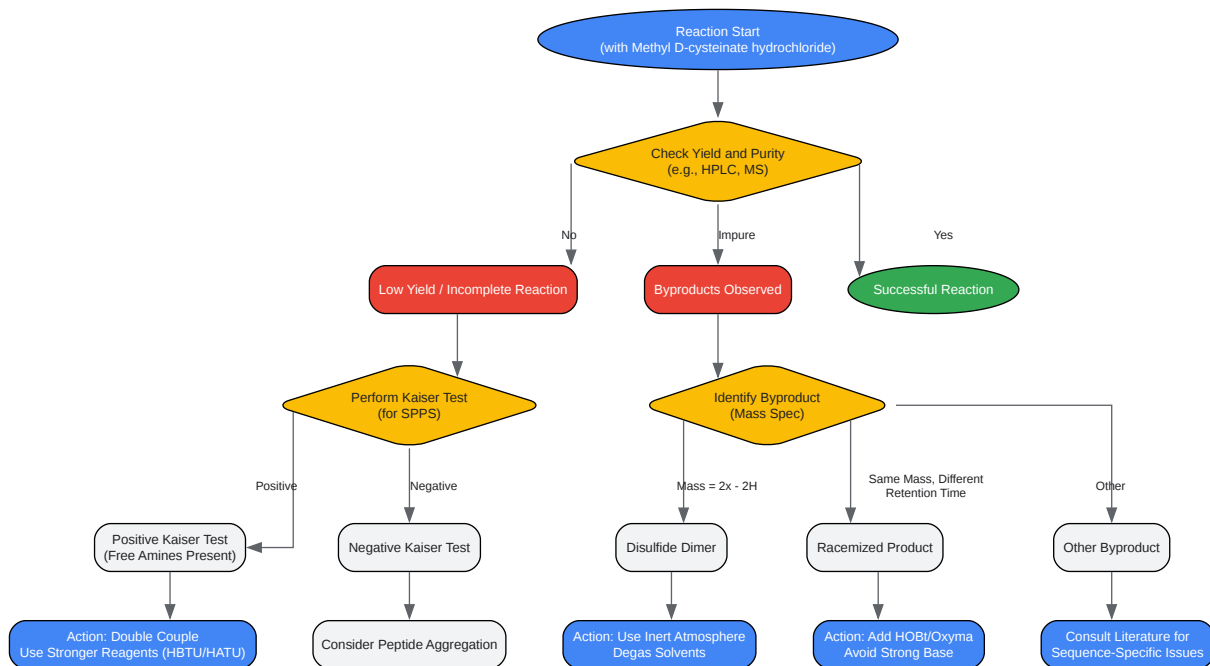 Reaction Start
(with Methyl D-cysteinate hydrochloride)
Check Yield and Purity
(e.g., HPLC, MS)
No
Impure
Yes
Low Yield / Incomplete Reaction
Byproducts Observed
Successful Reaction
Perform Kaiser Test
(for SPPS)
Identify Byproduct
(Mass Spec)
Positive
Negative
Mass = 2x - 2H
Same Mass, Different
Retention Time
Other
Positive Kaiser Test
(Free Amines Present)
Negative Kaiser Test
Disulfide Dimer
Racemized Product
Other Byproduct
Action: Double Couple
Use Stronger Reagents (HBTU/HATU)
Consider Peptide Aggregation
Action: Use Inert Atmosphere
Degas Solvents
Action: Add HOBt/Oxyma
Avoid Strong Base
Consult Literature for
Sequence-Specific Issues